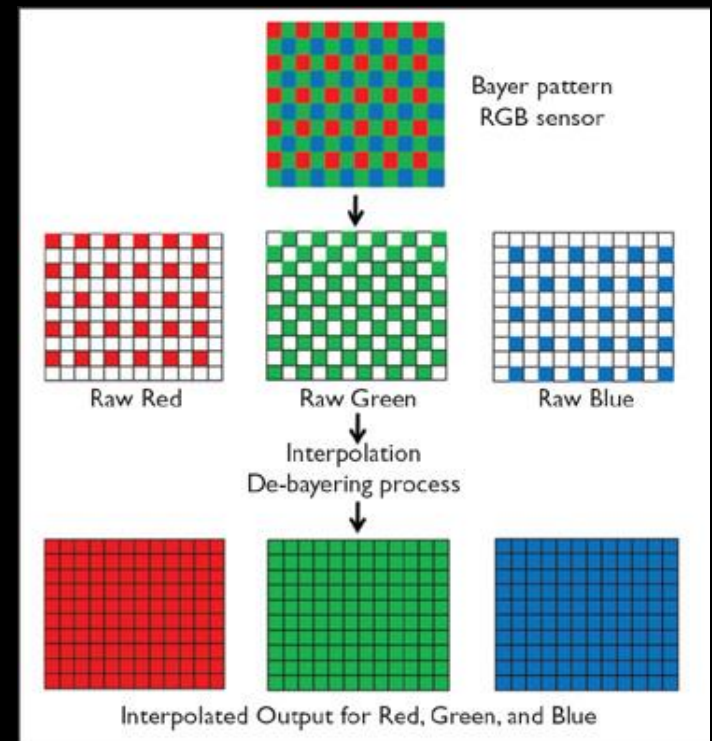 Bayer pattern
RGB sensor
Raw Red
Raw Green
Raw Blue
Interpolation
De-bayering process
Interpolated Output for Red, Green, and Blue